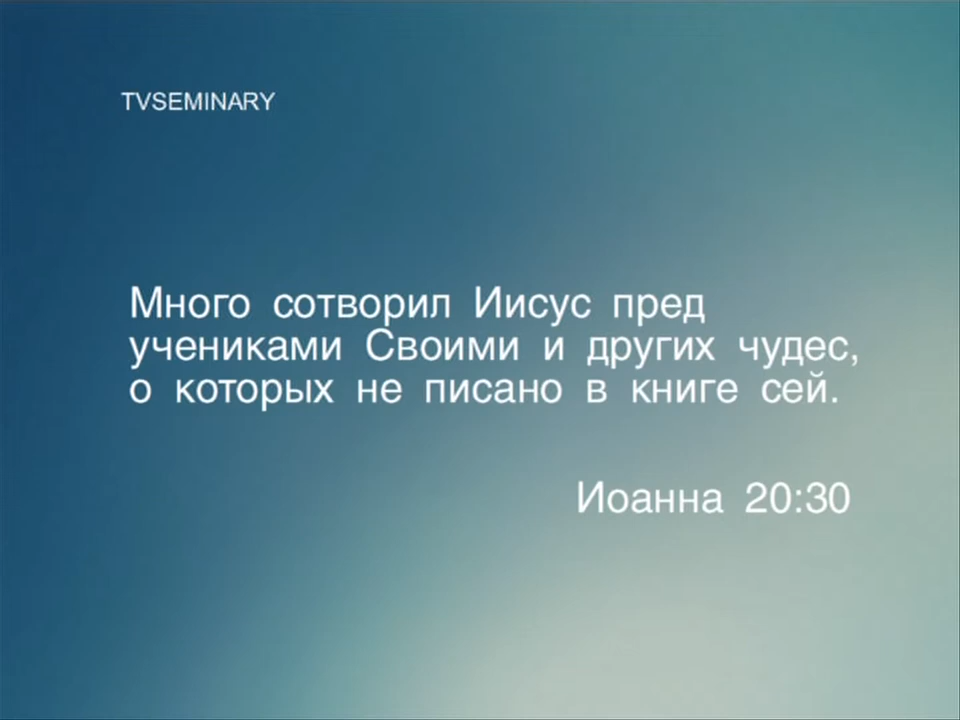 TVSEMINARY
Много сотворил Иисус пред
учениками Своими и других чудес,
о которых не писано в книге сей.
Иоанна 20:30